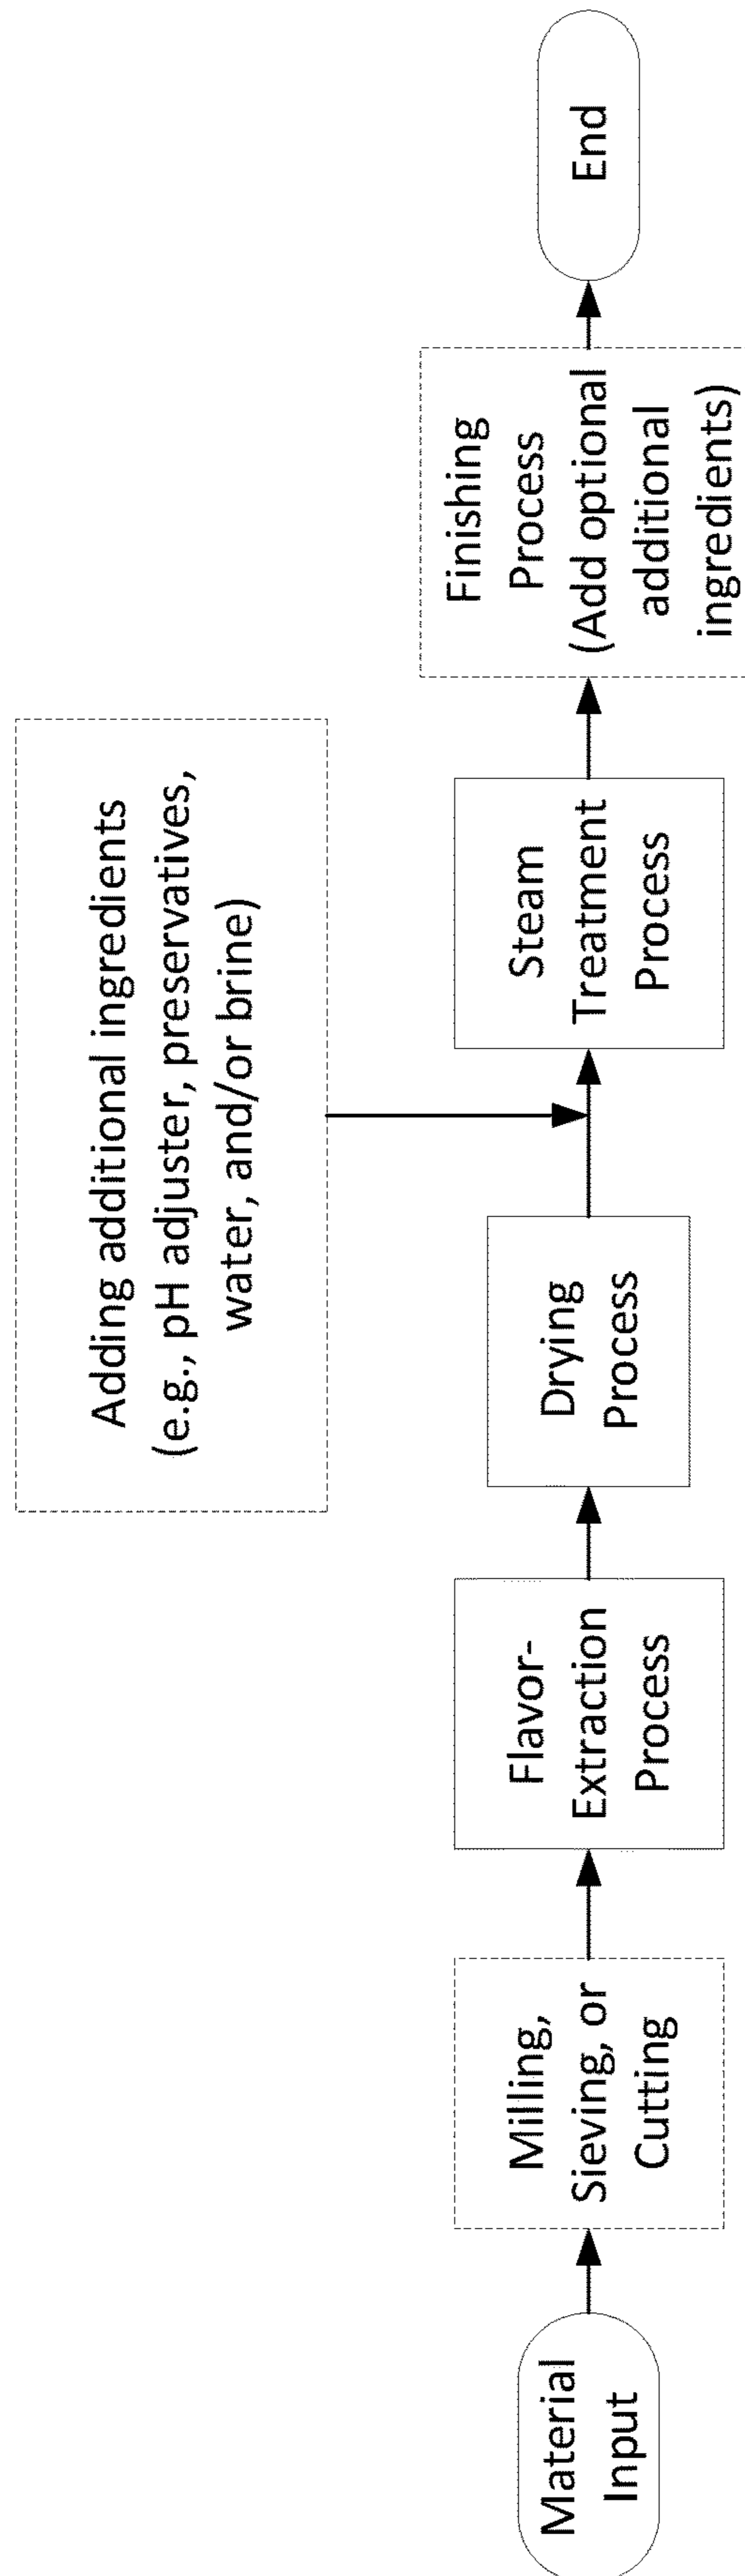 Material
Input
Milling,
Sieving, or
Cutting
Flavor-
Extraction
Process
Drying
Process
Adding additional ingredients
(e.g., pH adjuster, preservatives,
water, and/or brine)
Steam
Treatment
Process
Finishing
Process
(Add optional
additional
ingredients)
End